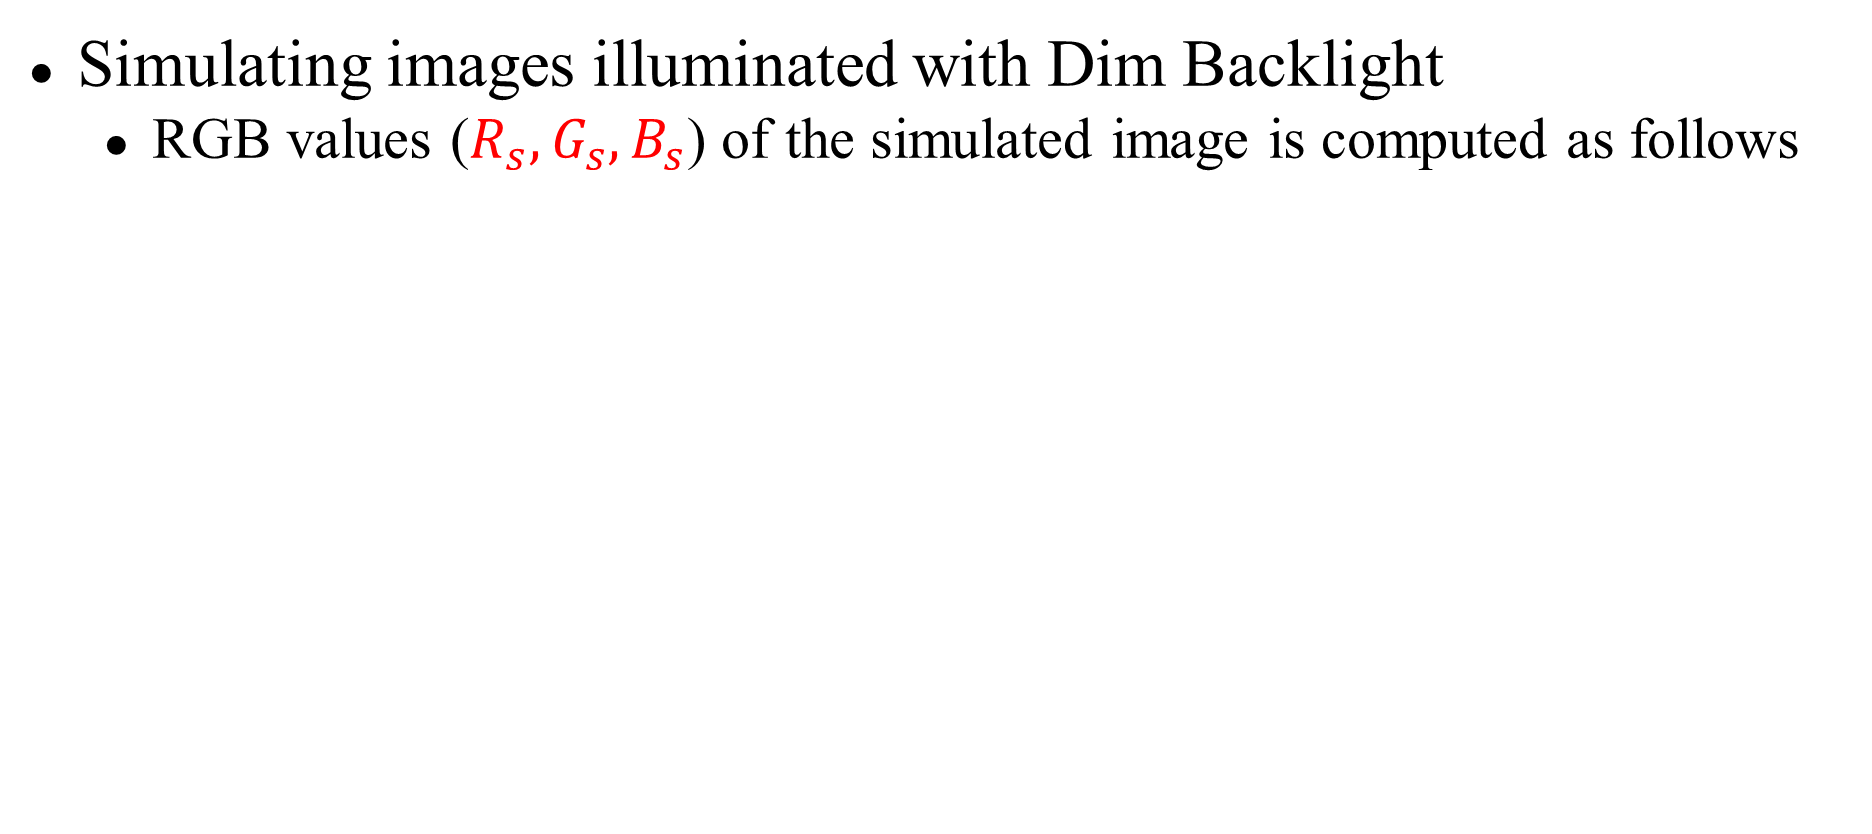 • Simulating images illuminated with Dim Backlight
• RGB values (Rₛ, Gₛ, Bₛ) of the simulated image is computed as follows